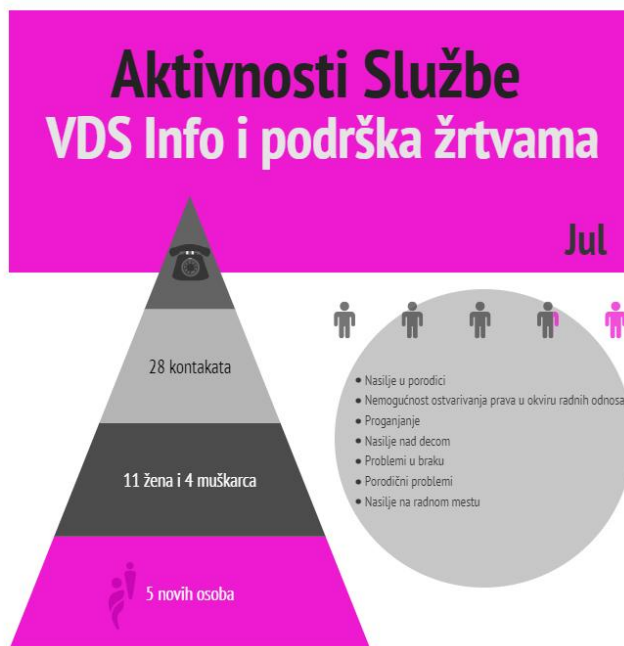 Aktivnosti Službe
VDS Info i podrška žrtvama
Jul
28 kontakata
11 žena i 4 muškarca
5 novih osoba
Nasilje u porodici
Nemogućnost ostvarivanja prava u okviru radnih odnosa
Proganjanje
Nasilje nad decom
Problemi u braku
Porodični problemi
Nasilje na radnom mestu